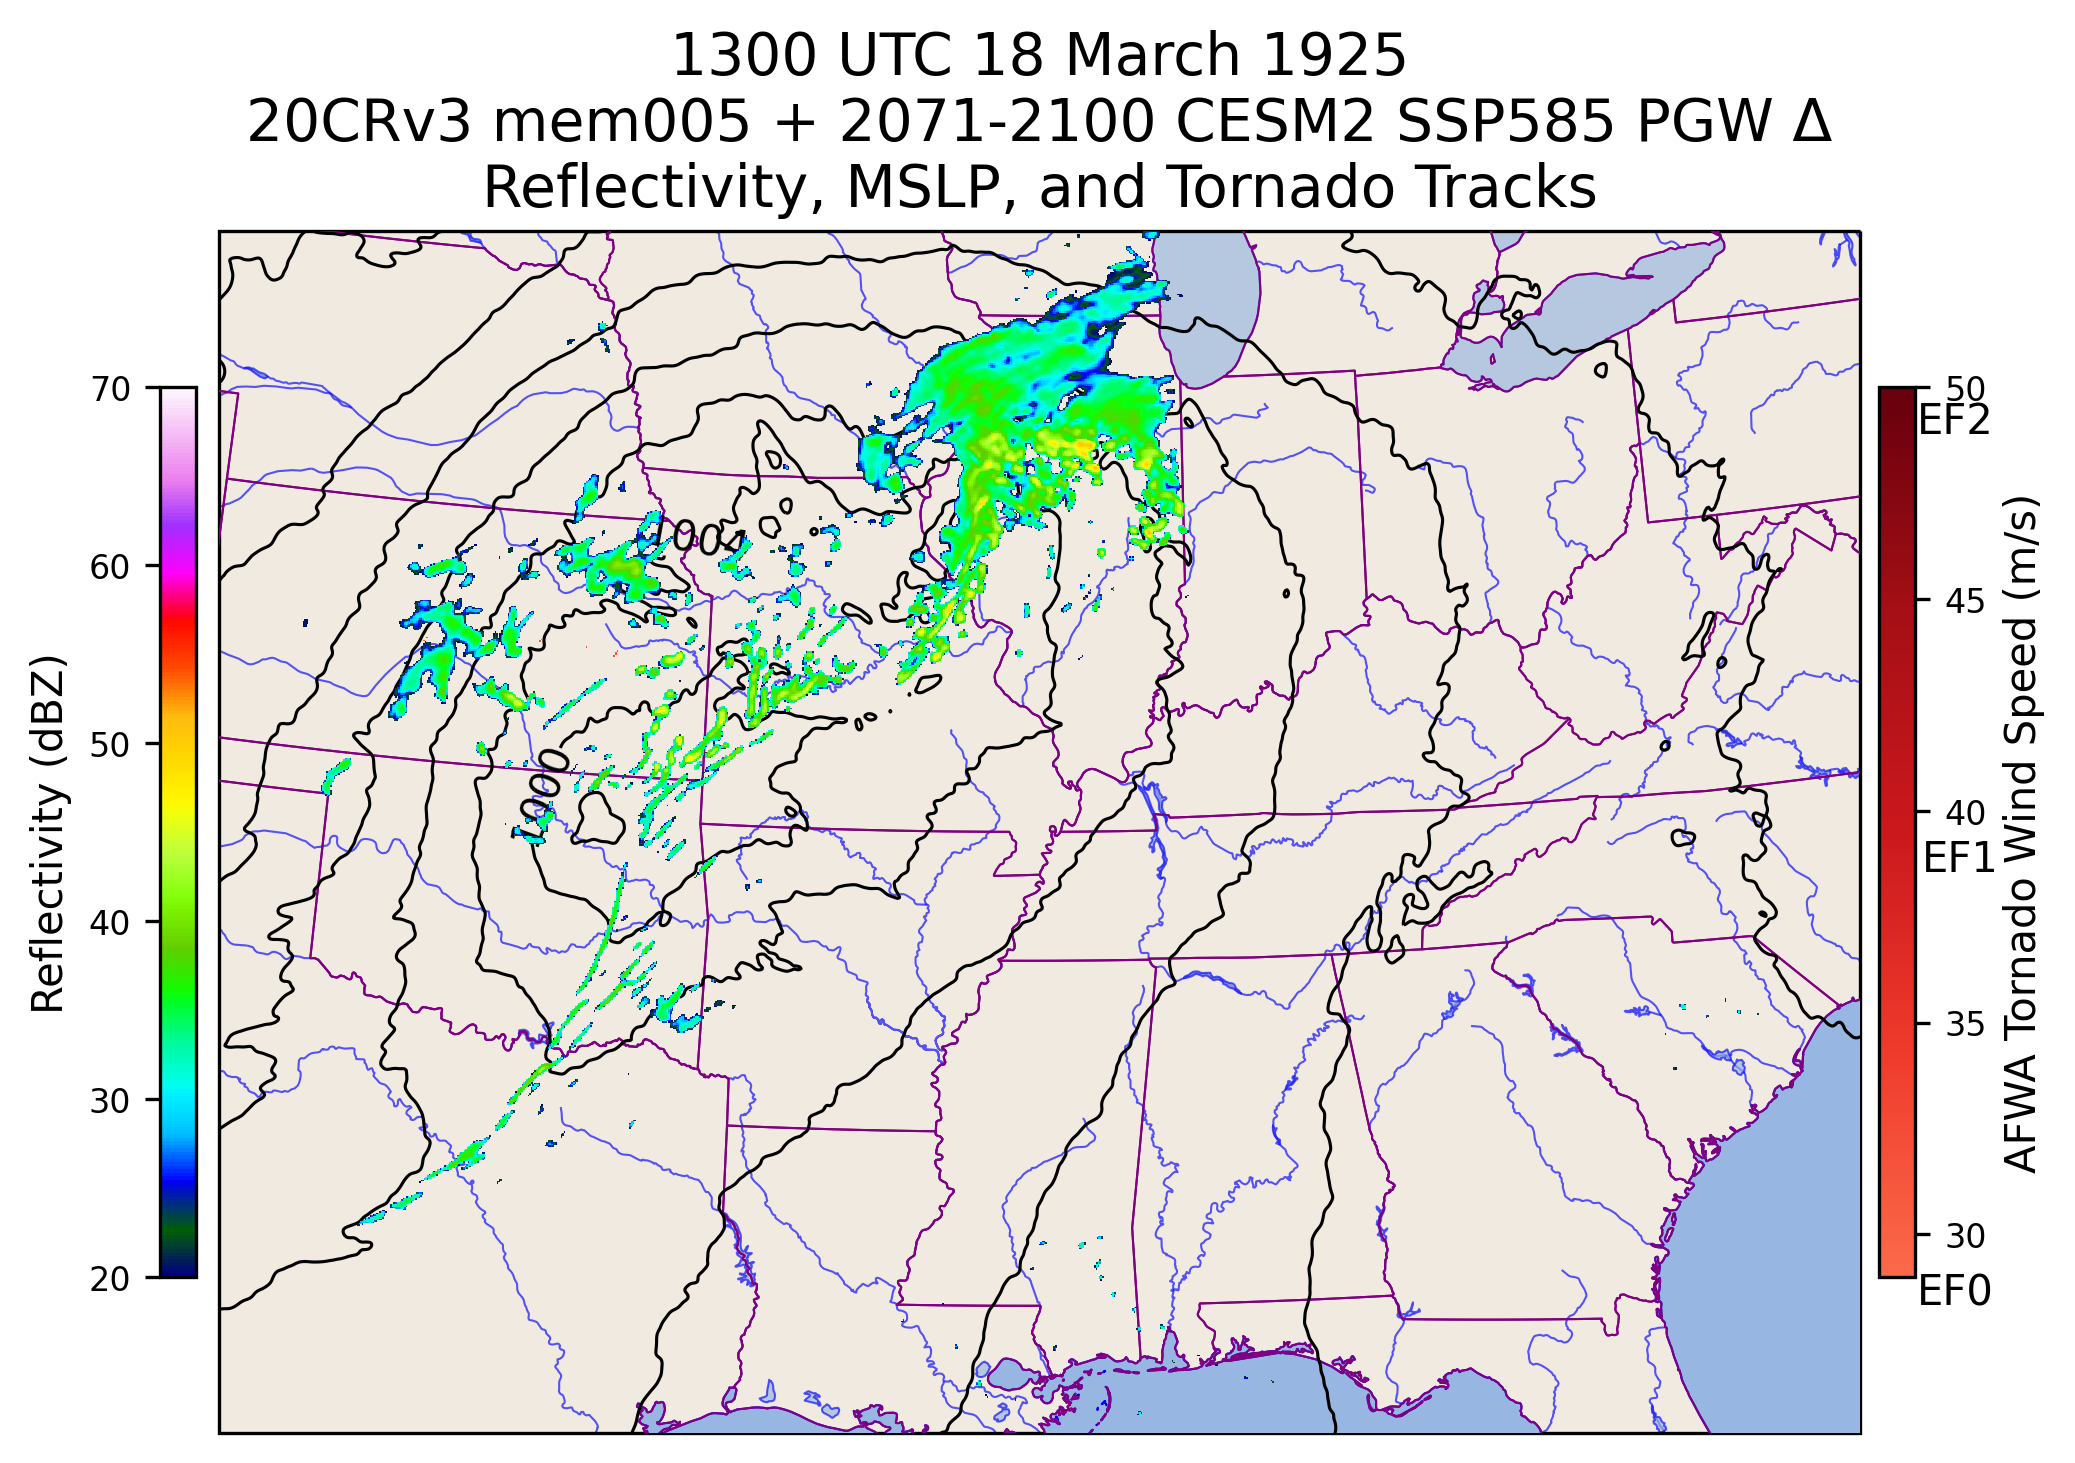 1300 UTC 18 March 1925
20CRv3 mem005 + 2071-2100 CESM2 SSP585 PGW Δ
Reflectivity, MSLP, and Tornado Tracks
Reflectivity (dBZ)
70
60
50
40
30
20
1004
1000
50
EF2
45
40
EF1
35
30
EF0
AFWA Tornado Wind Speed (m/s)